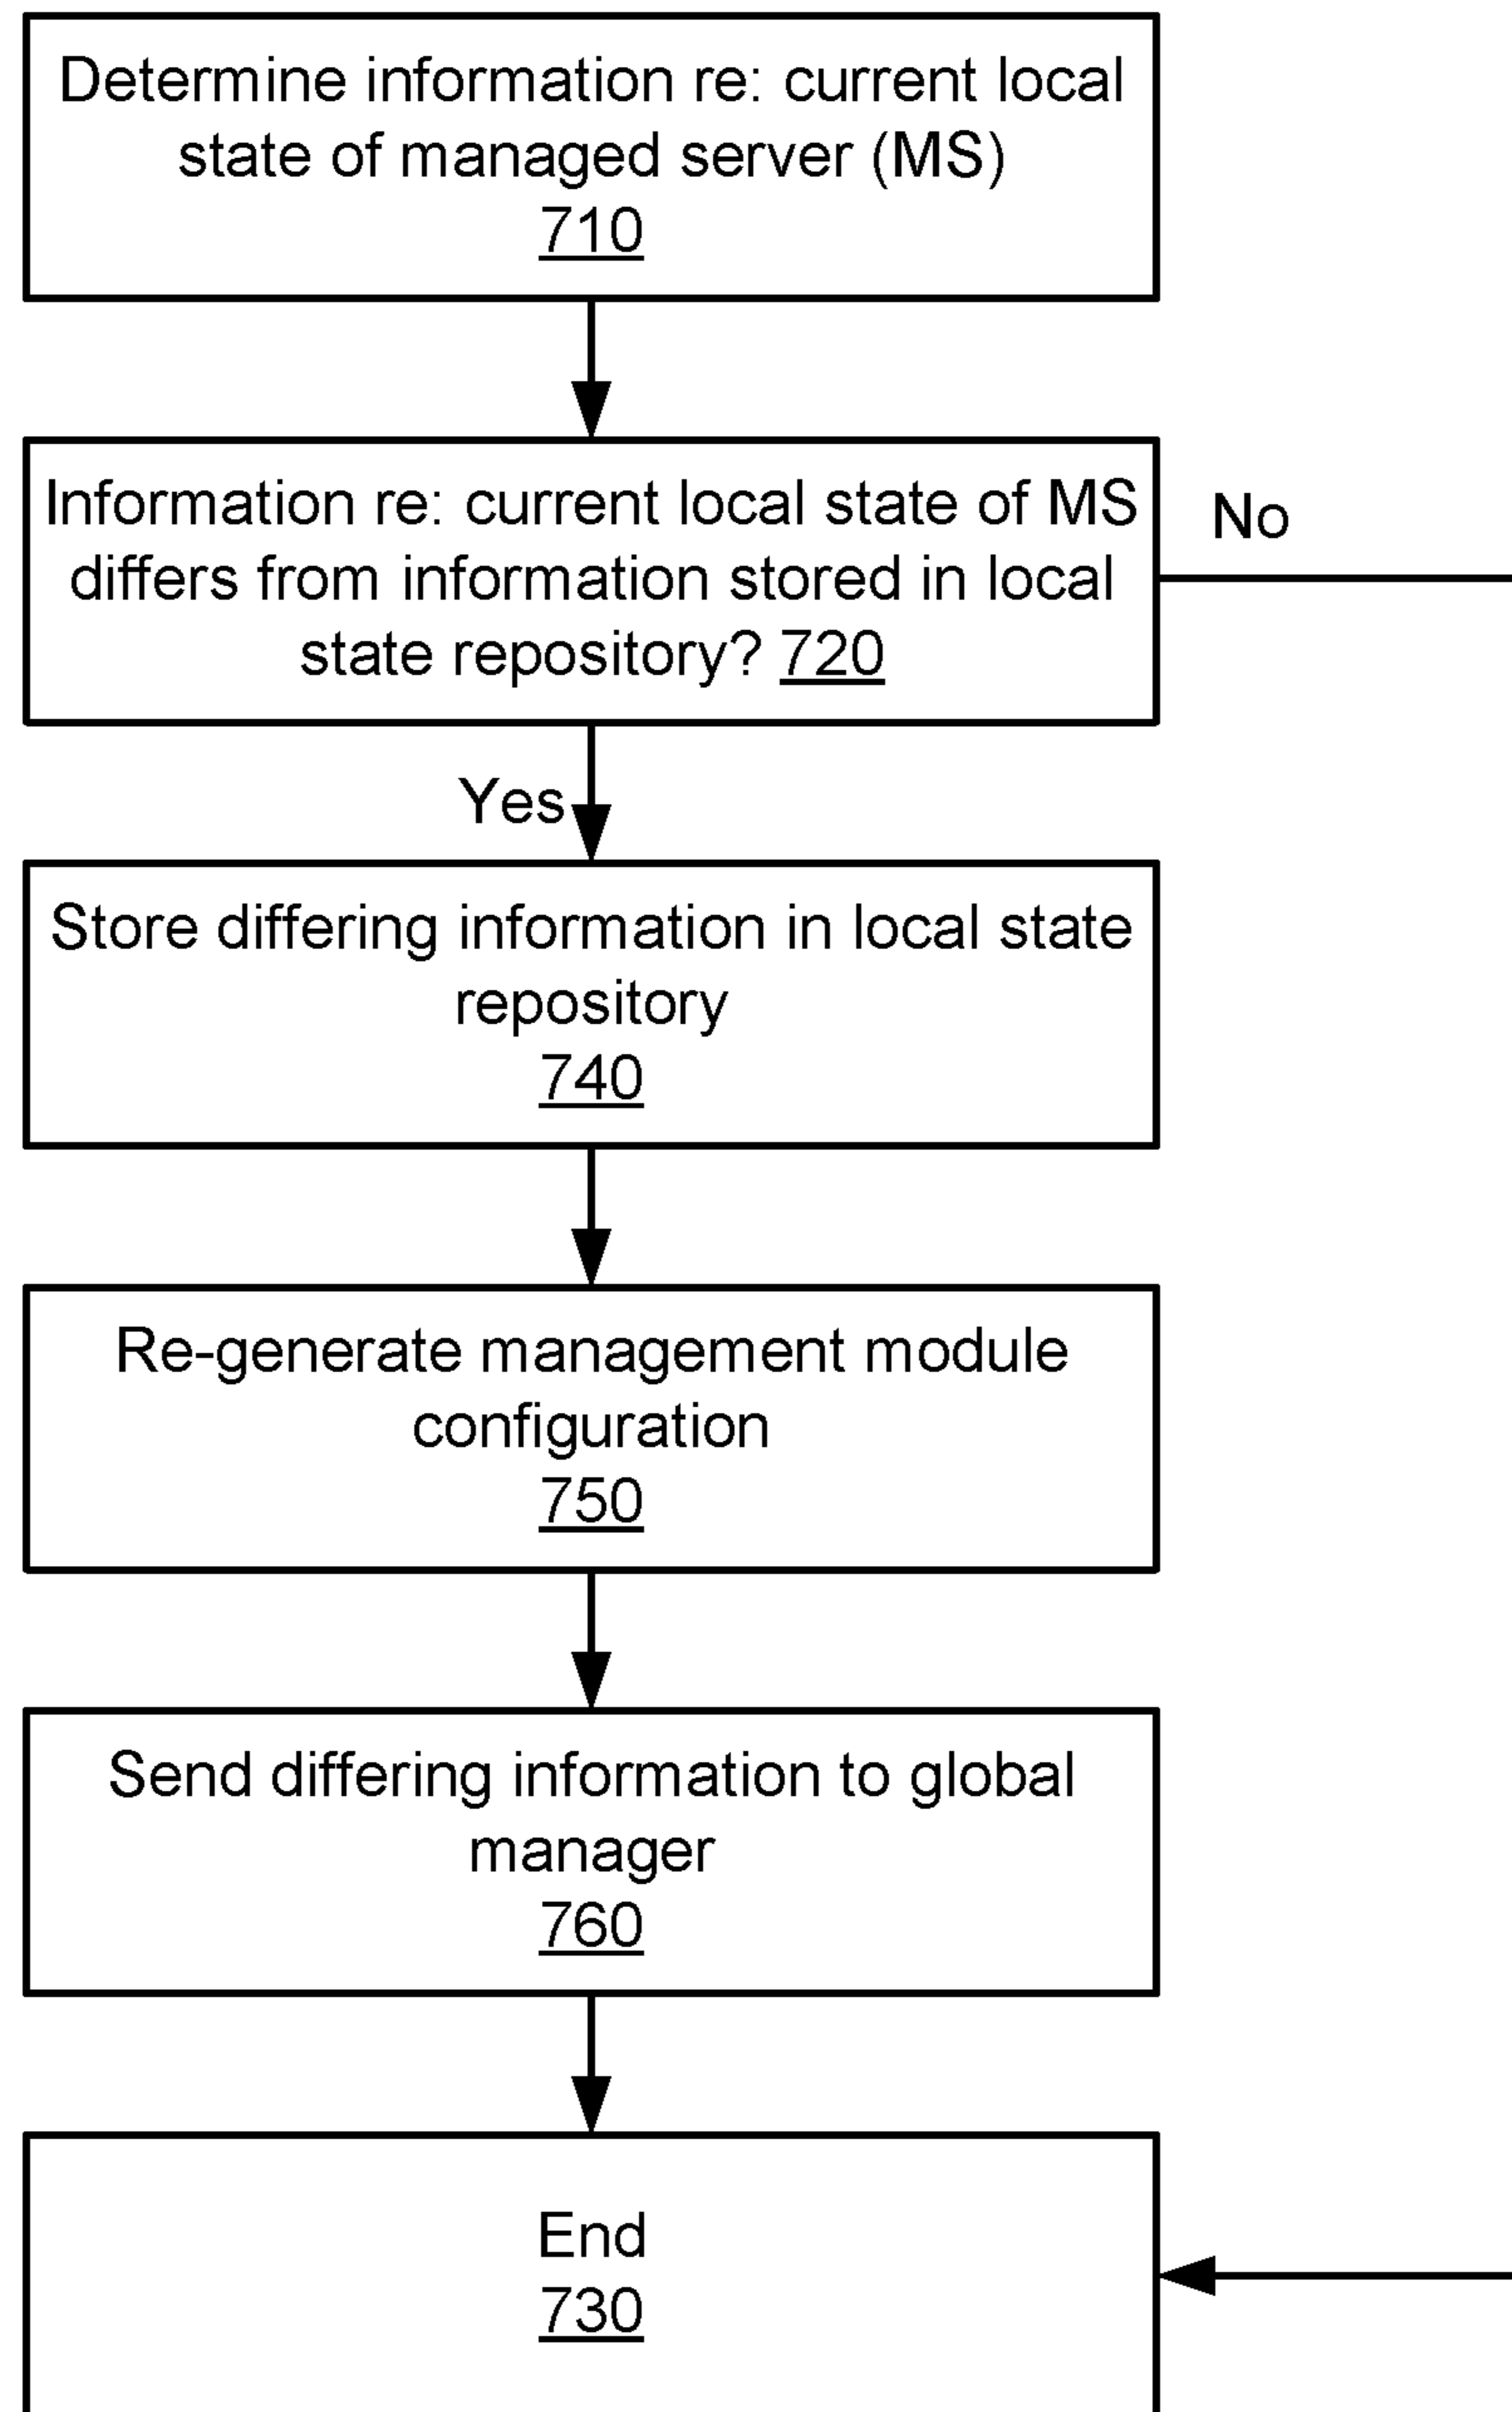 Determine information re: current local
state of managed server (MS)
710
Information re: current local state of MS
differs from information stored in local
state repository? 720
No
Yes
Store differing information in local state
repository
740
Re-generate management module
configuration
750
Send differing information to global
manager
760
End
730